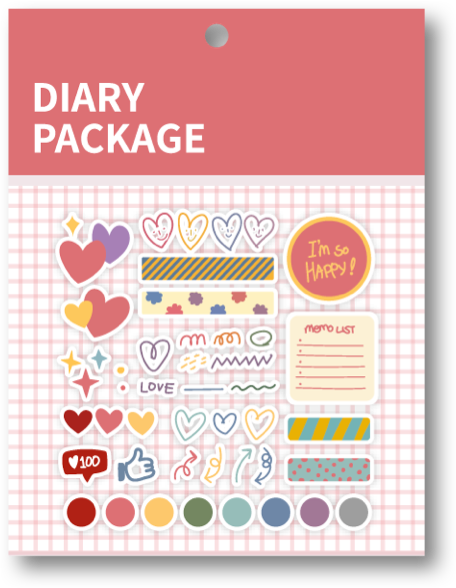 DIARY
PACKAGE
I'm so
HAPPY!
MEMO LIST
LOVE
100